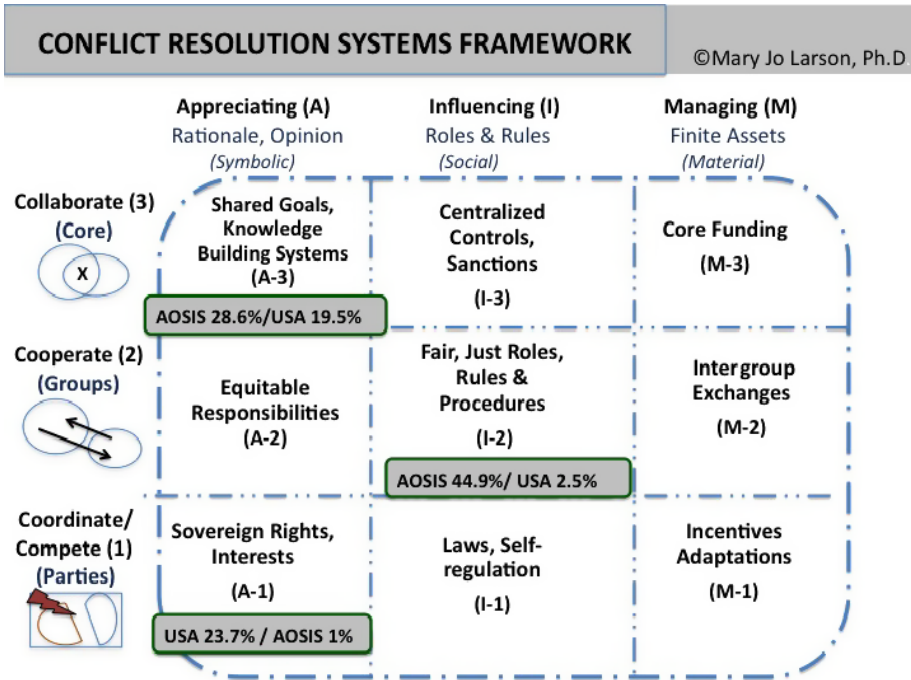 CONFLICT RESOLUTION SYSTEMS FRAMEWORK
©Mary Jo Larson, Ph.D
Appreciating (A)
Rationale, Opinion
(Symbolic)
Influencing (I)
Roles & Rules
(Social)
Managing (M)
Finite Assets
(Material)
Collaborate (3)
(Core)
X
Shared Goals,
Knowledge
Building Systems
(A-3)
AOSIS 28.6%/USA 19.5%
Centralized
Controls,
Sanctions
(I-3)
Core Funding
(M-3)
Cooperate (2)
(Groups)
Equitable
Responsibilities
(A-2)
Fair, Just Roles,
Rules &
Procedures
(I-2)
AOSIS 44.9%/ USA 2.5%
Intergroup
Exchanges
(M-2)
Coordinate/
Compete (1)
(Parties)
Sovereign Rights,
Interests
(A-1)
USA 23.7% / AOSIS 1%
Laws, Self-
regulation
(I-1)
Incentives
Adaptations
(M-1)